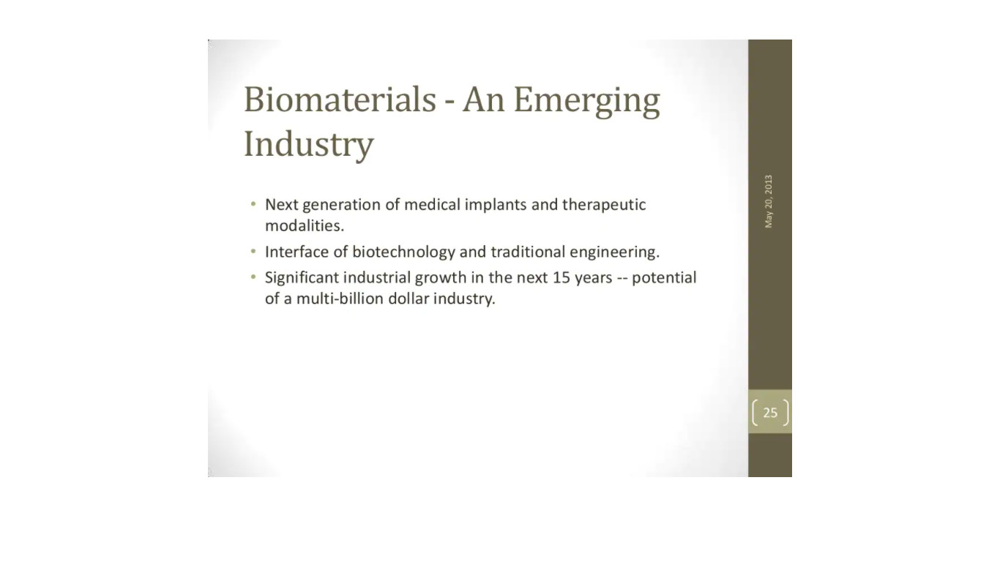 Biomaterials - An Emerging
Industry
• Next generation of medical implants and therapeutic
modalities.
• Interface of biotechnology and traditional engineering.
• Significant industrial growth in the next 15 years -- potential
of a multi-billion dollar industry.
May 20, 2013
25